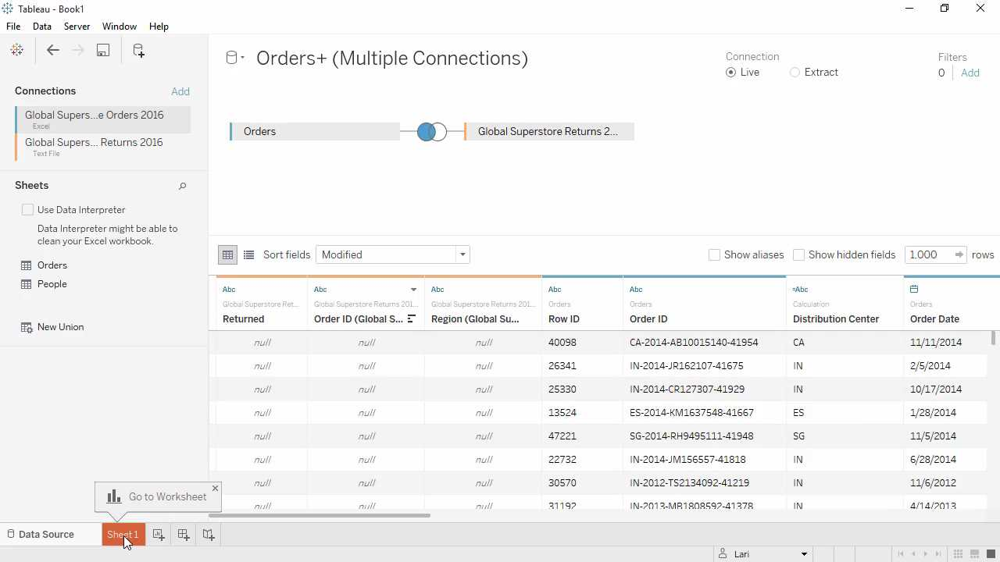 Tableau - Book1
File Data Server Window Help
Connections Add
Global Supers...e Orders 2016
Excel
Global Supers... Returns 2016
Text File
Sheets
Use Data Interpreter
Data Interpreter might be able to
clean your Excel workbook.
Orders
People
New Union
Orders+ (Multiple Connections)
Connection
Live Extract
Filters
0 Add
Orders
Global Superstore Returns 2...
Sort fields Modified Show aliases Show hidden fields 1.000 rows
Abc Abc Abc Abc Abc =Abc
Global Superstore Ret... Global Superstore Returns 201... Global Superstore Returns 201... Orders Orders Calculation Orders
Returned Order ID (Global S... Region (Global Su... Row ID Order ID Distribution Center Order Date
null null null 40098 CA-2014-AB10015140-41954 CA 11/11/2014
null null null 26341 IN-2014-JR162107-41675 IN 2/5/2014
null null null 25330 IN-2014-CR127307-41929 IN 10/17/2014
null null null 13524 ES-2014-KM1637548-41667 ES 1/28/2014
null null null 47221 SG-2014-RH9495111-41948 SG 11/5/2014
null null null 22732 IN-2014-JM156557-41818 IN 6/28/2014
null null null 30570 IN-2012-TS2134092-41219 IN 11/6/2012
null null null 31192 IN-2013-MB1808592-41378 IN 4/14/2013
Go to Worksheet
Data Source Sheet 1
Lari